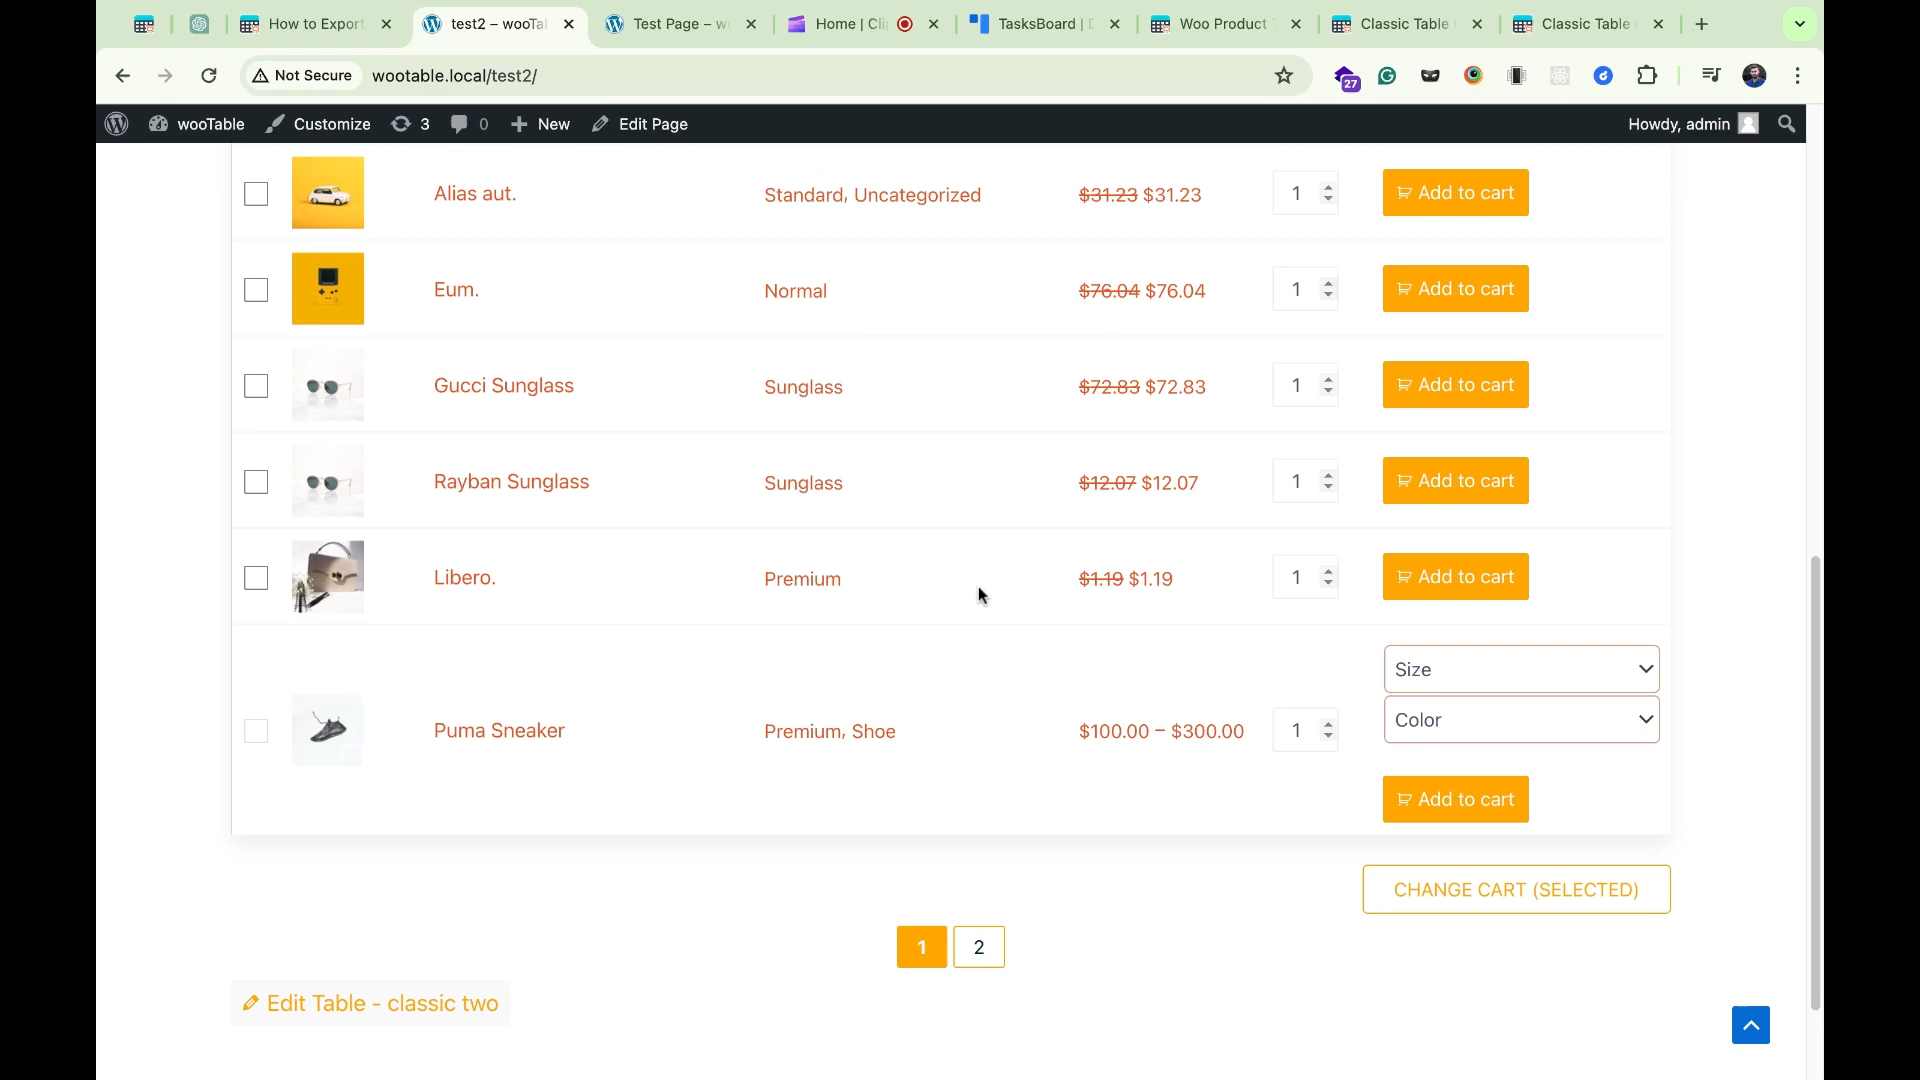 How to Export
test2 – wooTa
Test Page – w
Home | Cli
TasksBoard |
Woo Product
Classic Table
Classic Table
Not Secure
wootable.local/test2/
27
wooTable
Customize
3
0
New
Edit Page
Howdy, admin
Alias aut. Standard, Uncategorized $31.23 $31.23 1 Add to cart
Eum. Normal $76.04 $76.04 1 Add to cart
Gucci Sunglass Sunglass $72.83 $72.83 1 Add to cart
Rayban Sunglass Sunglass $12.07 $12.07 1 Add to cart
Libero. Premium $1.19 $1.19 1 Add to cart
Size
Color
Puma Sneaker Premium, Shoe $100.00 – $300.00 1
Add to cart
CHANGE CART (SELECTED)
1 2
Edit Table - classic two